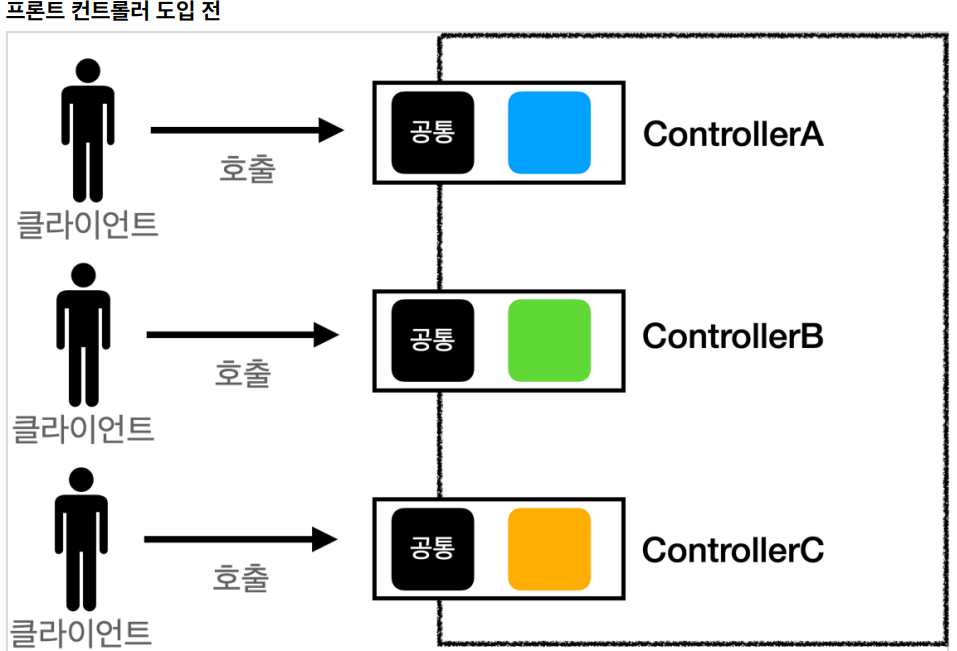 프론트 컨트롤러 도입 전
공통
ControllerA
호출
클라이언트
공통
ControllerB
호출
클라이언트
공통
ControllerC
호출
클라이언트